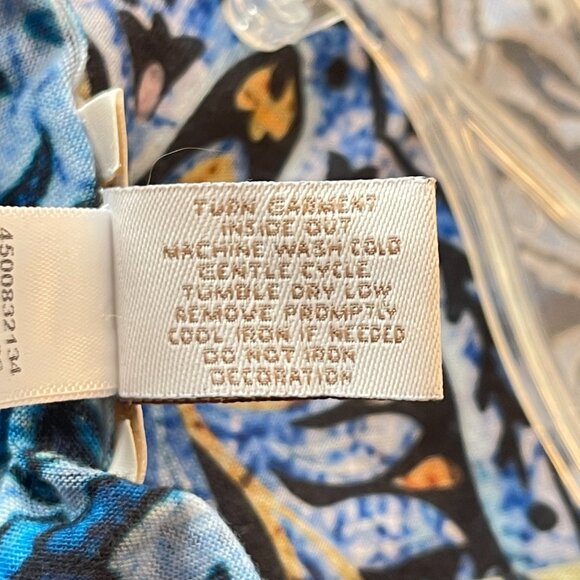 TURN GARMENT
INSIDE OUT
MACHINE WASH COLD
GENTLE CYCLE
TUMBLE DRY LOW
REMOVE PROMPTLY
COOL IRON IF NEEDED
DO NOT IRON
DECORATION
4500832134